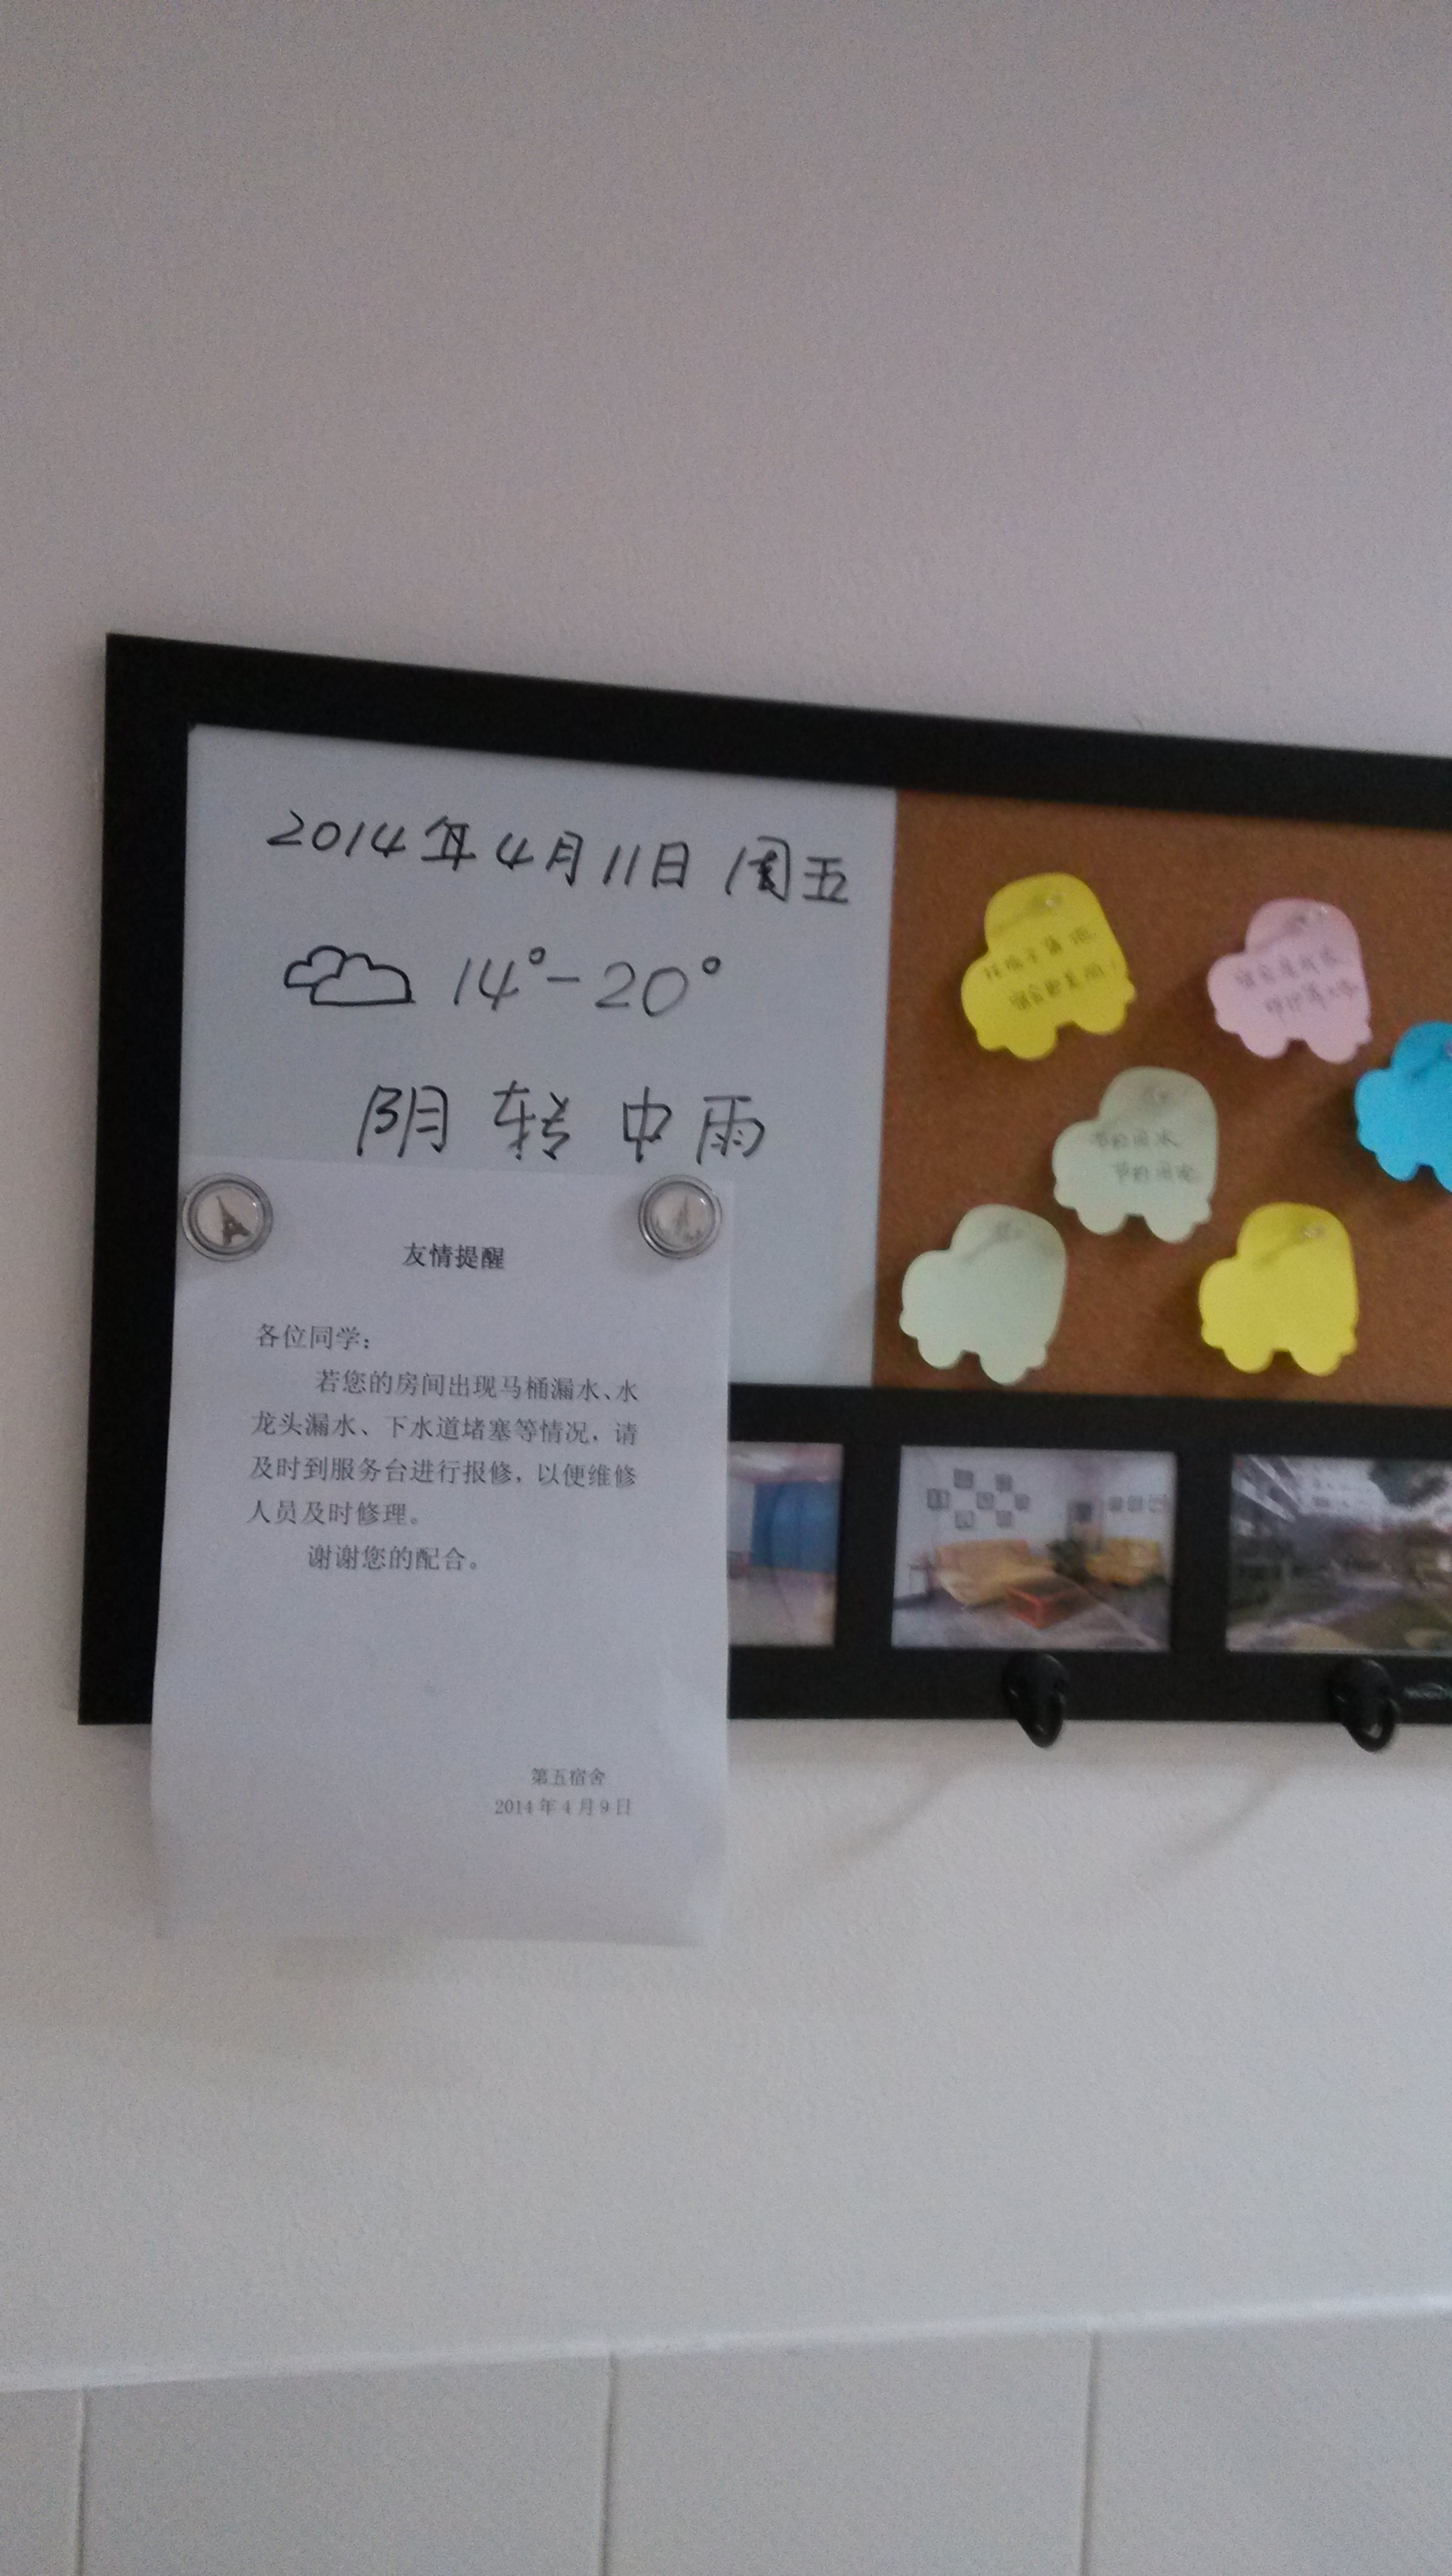 2014年4月11日 周五
14°-20°
阴转中雨
友情提醒
各位同学：
若您的房间出现马桶漏水、水
龙头漏水、下水道堵塞等情况，请
及时到服务台进行报修，以便维修
人员及时修理。
谢谢您的配合。
第五宿舍
2014年4月9日
节约用水
节约用电